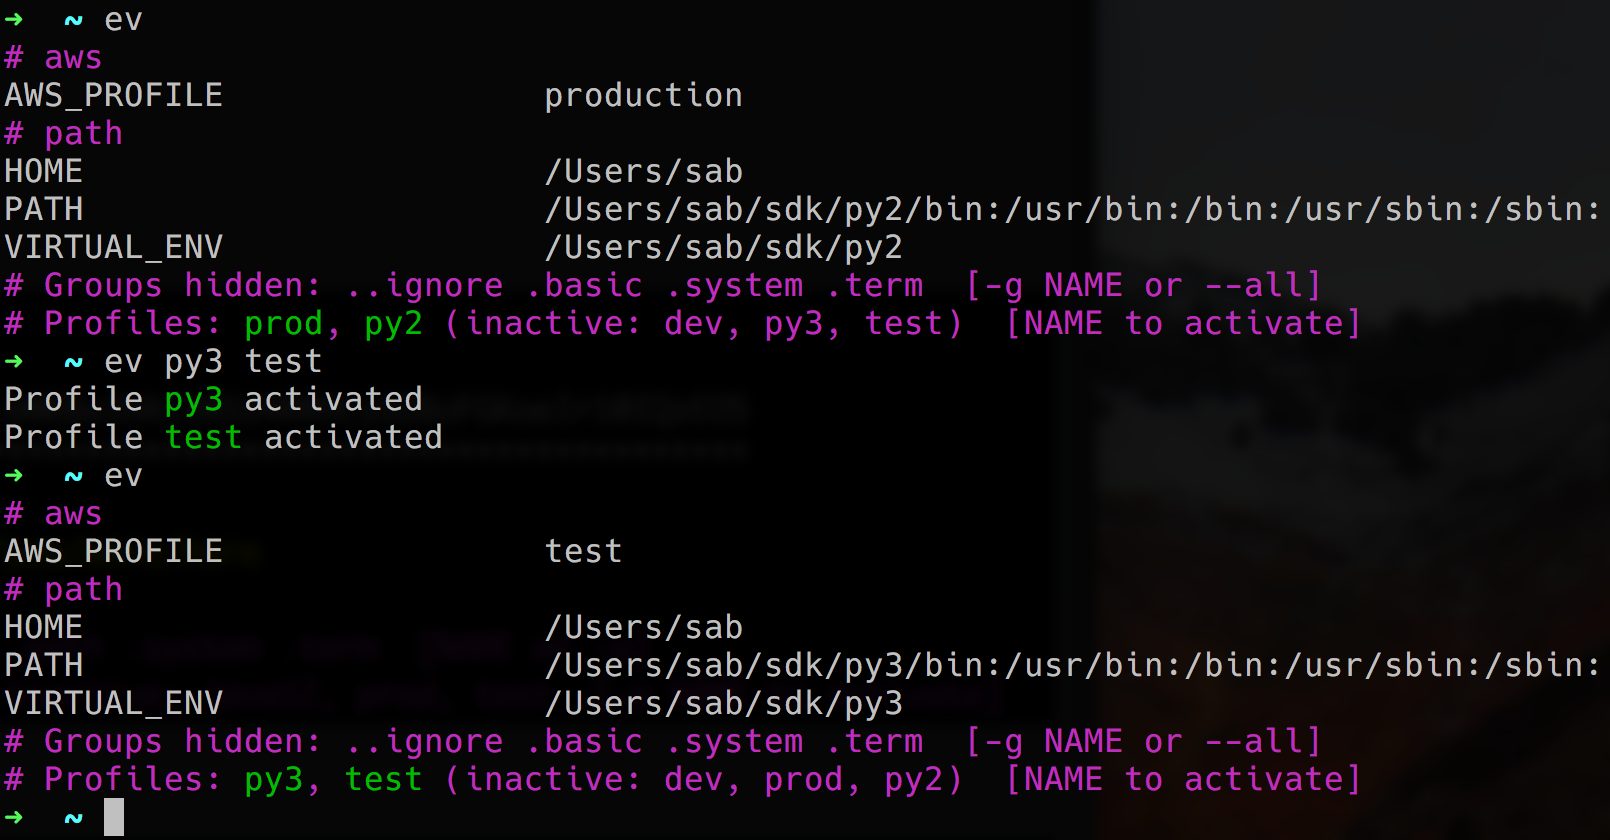 ➜  ~ ev
# aws
AWS_PROFILE                production
# path
HOME                       /Users/sab
PATH                       /Users/sab/sdk/py2/bin:/usr/bin:/bin:/usr/sbin:/sbin:
VIRTUAL_ENV                /Users/sab/sdk/py2
# Groups hidden: ..ignore .basic .system .term  [-g NAME or --all]
# Profiles: prod, py2 (inactive: dev, py3, test)  [NAME to activate]
➜  ~ ev py3 test
Profile py3 activated
Profile test activated
➜  ~ ev
# aws
AWS_PROFILE                test
# path
HOME                       /Users/sab
PATH                       /Users/sab/sdk/py3/bin:/usr/bin:/bin:/usr/sbin:/sbin:
VIRTUAL_ENV                /Users/sab/sdk/py3
# Groups hidden: ..ignore .basic .system .term  [-g NAME or --all]
# Profiles: py3, test (inactive: dev, prod, py2)  [NAME to activate]
➜  ~